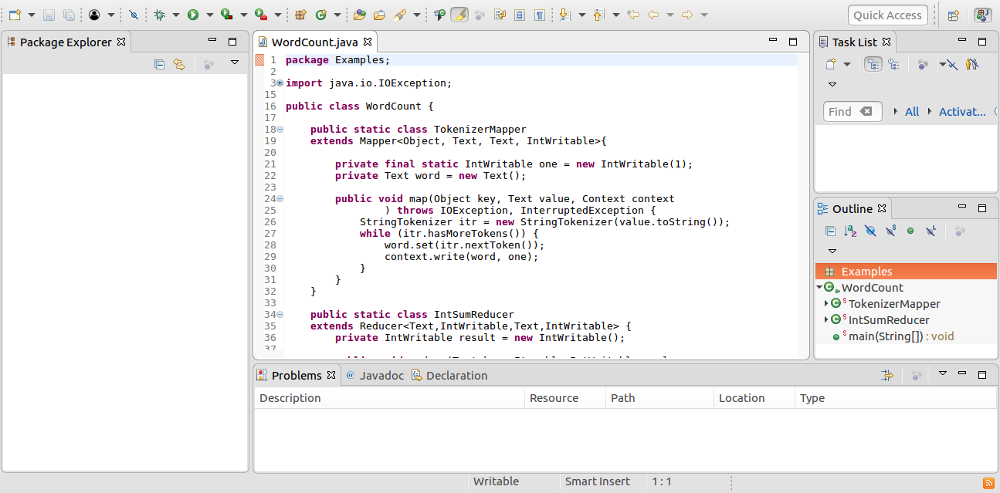 Quick Access
Package Explorer
WordCount.java
1 package Examples;
2
3 import java.io.IOException;
15
16 public class WordCount {
17
18     public static class TokenizerMapper
19     extends Mapper<Object, Text, Text, IntWritable>{
20
21         private final static IntWritable one = new IntWritable(1);
22         private Text word = new Text();
23
24         public void map(Object key, Text value, Context context
25                 ) throws IOException, InterruptedException {
26             StringTokenizer itr = new StringTokenizer(value.toString());
27             while (itr.hasMoreTokens()) {
28                 word.set(itr.nextToken());
29                 context.write(word, one);
30             }
31         }
32     }
33
34     public static class IntSumReducer
35     extends Reducer<Text,IntWritable,Text,IntWritable> {
36         private IntWritable result = new IntWritable();
37
Task List
Find All Activat...
Outline
Examples
WordCount
TokenizerMapper
IntSumReducer
main(String[]) : void
Problems Javadoc Declaration
Description Resource Path Location Type
Writable Smart Insert 1 : 1